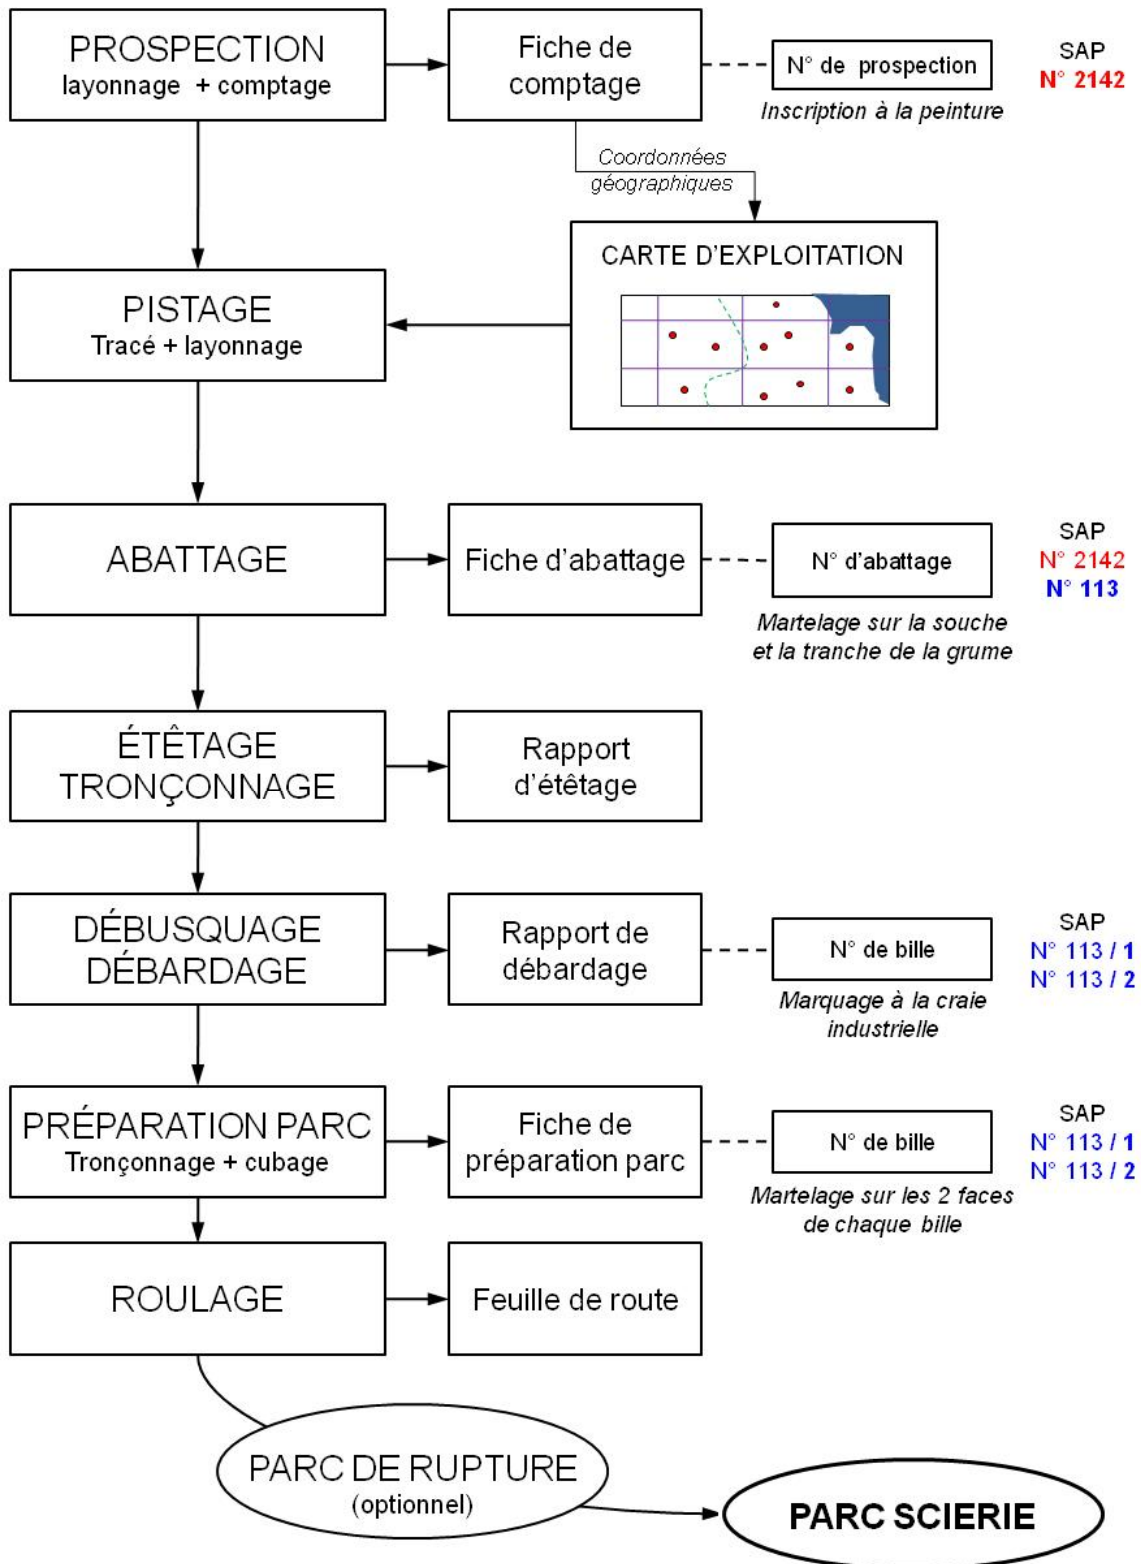 PROSPECTION
layonnage + comptage
Fiche de
comptage
N° de prospection
Inscription à la peinture
SAP
N° 2142
Coordonnées
géographiques
CARTE D'EXPLOITATION
PISTAGE
Tracé + layonnage
ABATTAGE
Fiche d'abattage
N° d'abattage
Martelage sur la souche
et la tranche de la grume
SAP
N° 2142
N° 113
ÉTÊTAGE
TRONÇONNAGE
Rapport
d'étêtage
DÉBUSQUAGE
DÉBARDAGE
Rapport de
débardage
N° de bille
Marquage à la craie
industrielle
SAP
N° 113 / 1
N° 113 / 2
PRÉPARATION PARC
Tronçonnage + cubage
Fiche de
préparation parc
N° de bille
Martelage sur les 2 faces
de chaque bille
SAP
N° 113 / 1
N° 113 / 2
ROULAGE
Feuille de route
PARC DE RUPTURE
(optionnel)
PARC SCIERIE